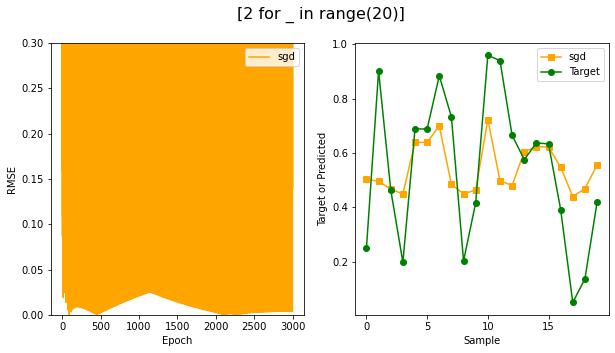 [2 for _ in range(20)]
0.30
0.25
0.20
0.15
0.10
0.05
0.00
RMSE
0 500 1000 1500 2000 2500 3000
Epoch
sgd
1.0
0.8
0.6
0.4
0.2
Target or Predicted
0 5 10 15
Sample
sgd
Target